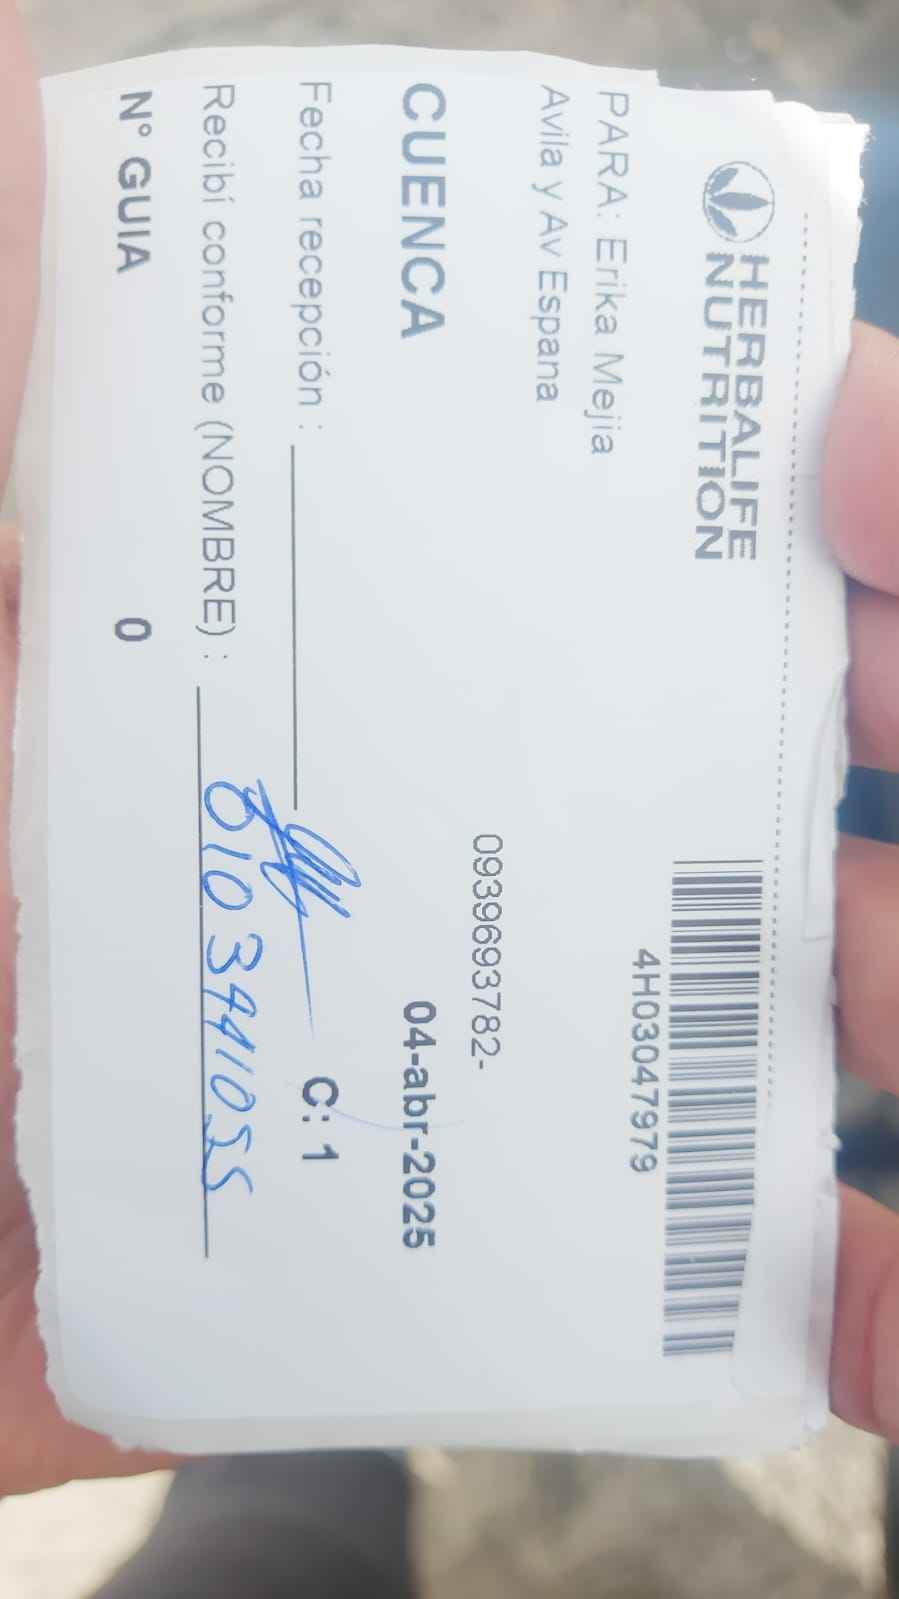 HERBALIFE
NUTRITION
4H03047979
PARA: Erika Mejia
Avila y Av Espana
0939693782-
CUENCA
04-abr-2025
Fecha recepción :
C: 1
Recibí conforme (NOMBRE) :
0103441055
N° GUIA 0